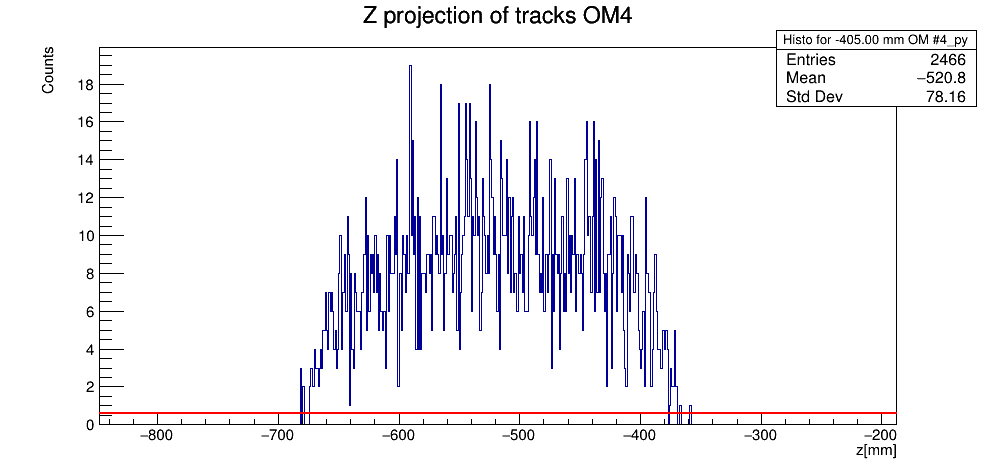 Z projection of tracks OM4
Histo for -405.00 mm OM #4_py
Entries 2466
Mean −520.8
Std Dev 78.16
Counts
18
16
14
12
10
8
6
4
2
0
−800 −700 −600 −500 −400 −300 −200
z[mm]